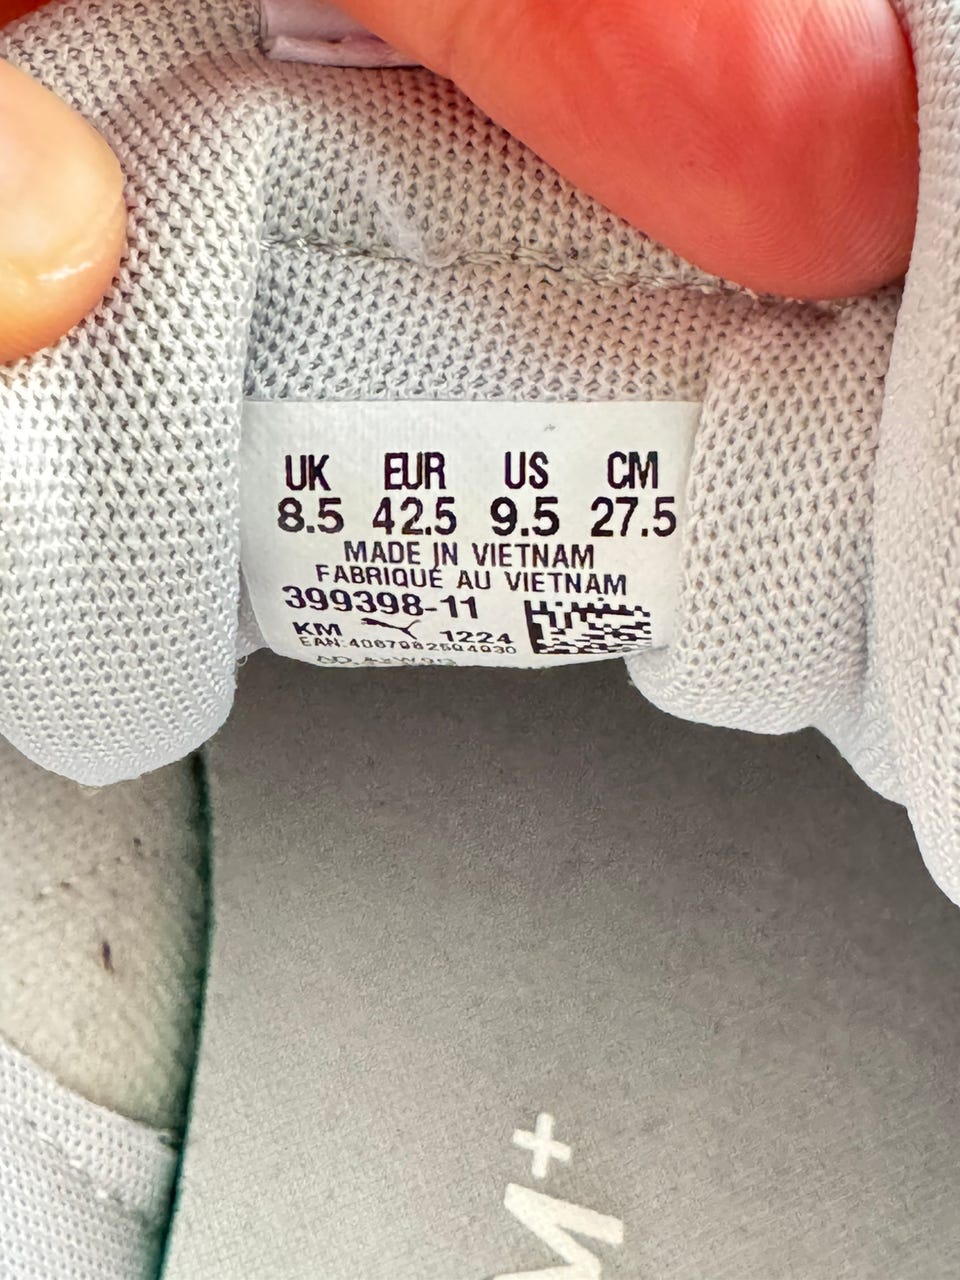 UK EUR US CM
8.5 42.5 9.5 27.5
MADE IN VIETNAM
FABRIQUÉ AU VIETNAM
399398-11
KM 1224